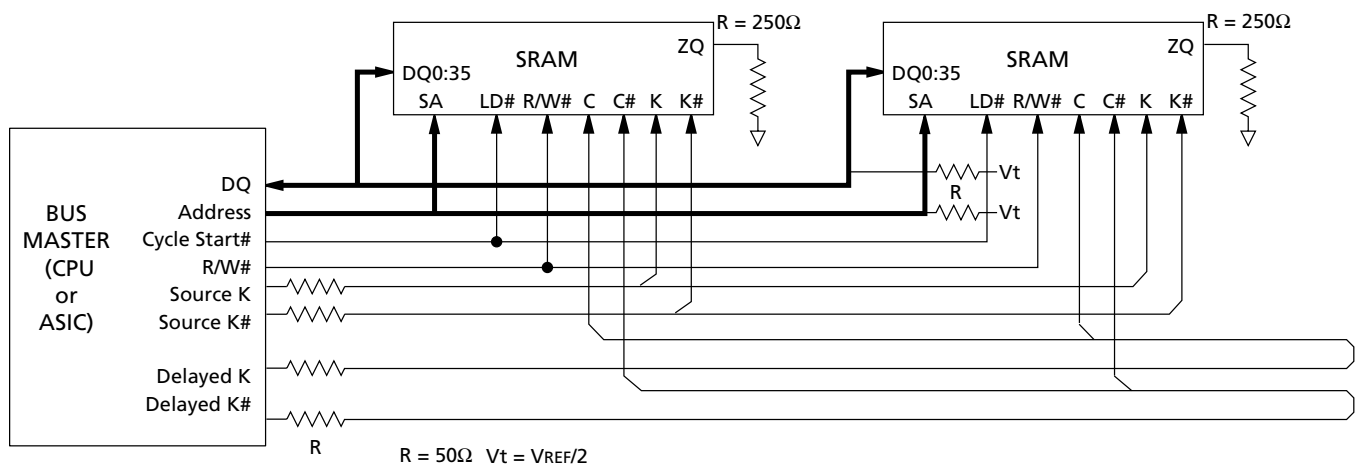 R = 250Ω
R = 250Ω
ZQ
ZQ
SRAM
SRAM
DQ0:35
DQ0:35
SA LD# R/W# C C# K K#
SA LD# R/W# C C# K K#
Vt
R
Vt
BUS
MASTER
(CPU
or
ASIC)
DQ
Address
Cycle Start#
R/W#
Source K
Source K#
Delayed K
Delayed K#
R
R = 50Ω Vt = VREF/2